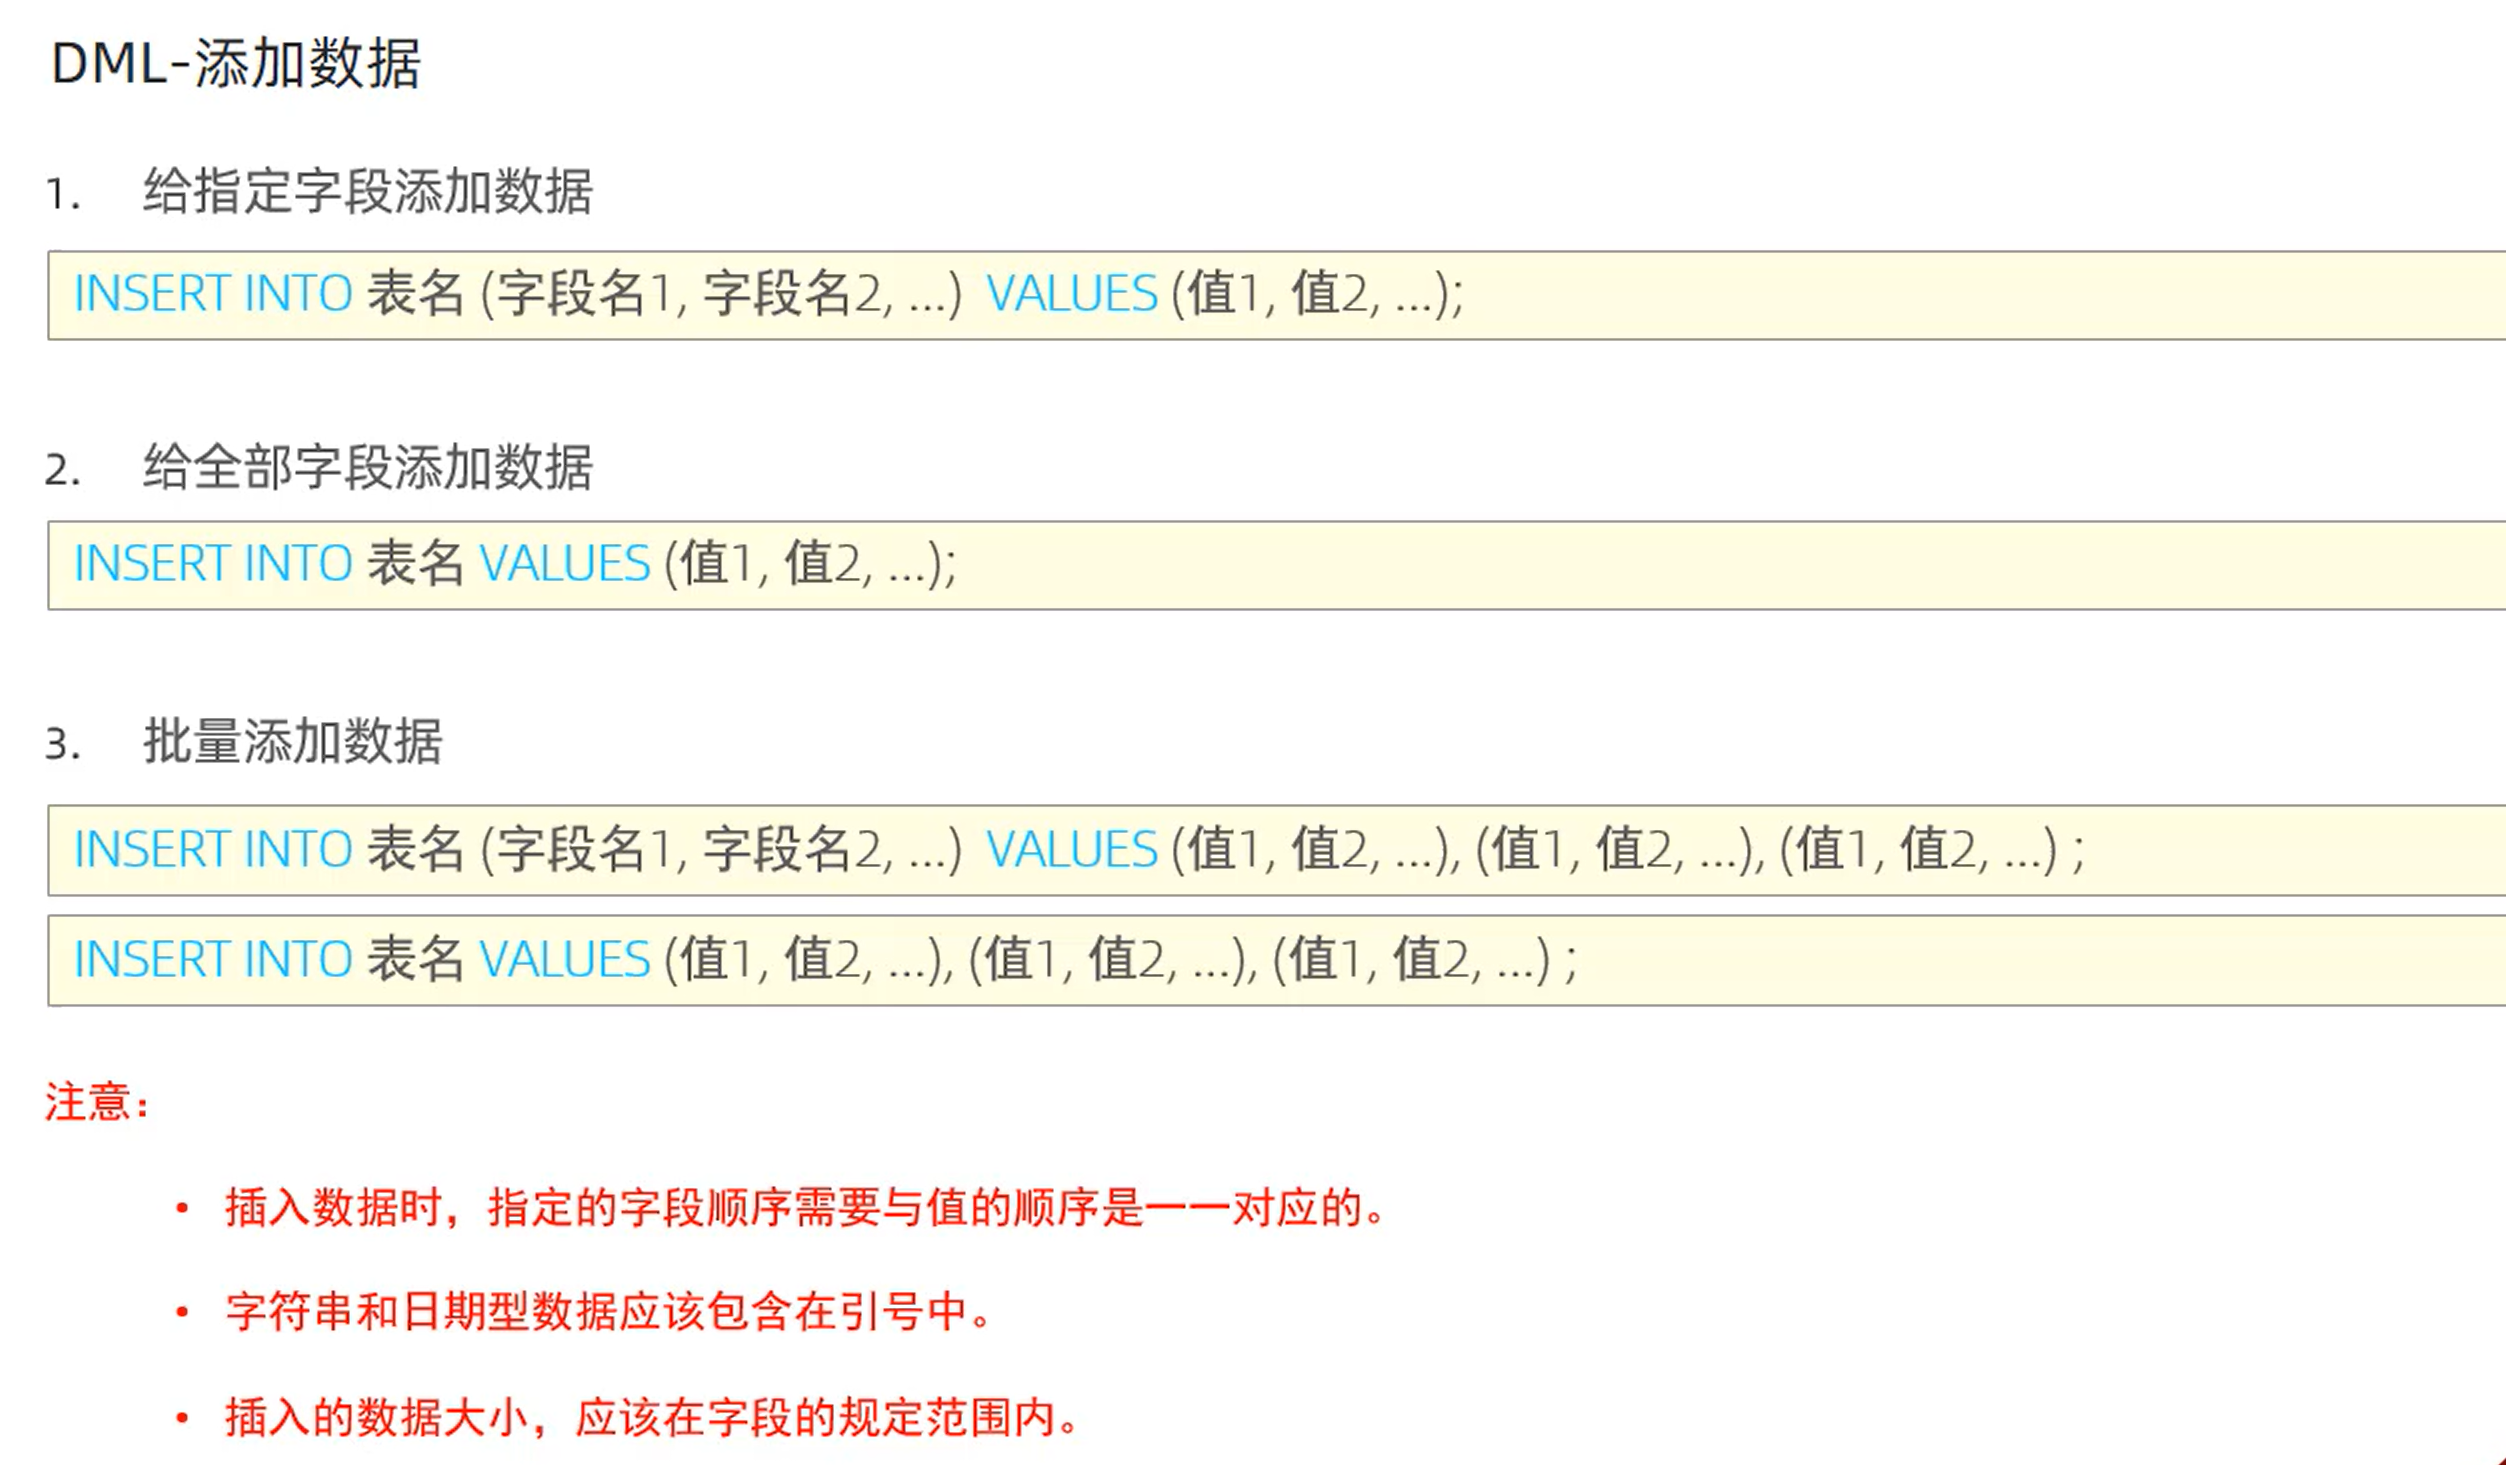 DML-添加数据
1. 给指定字段添加数据
INSERT INTO 表名 (字段名1, 字段名2, ...) VALUES (值1, 值2, ...);
2. 给全部字段添加数据
INSERT INTO 表名 VALUES (值1, 值2, ...);
3. 批量添加数据
INSERT INTO 表名 (字段名1, 字段名2, ...) VALUES (值1, 值2, ...), (值1, 值2, ...), (值1, 值2, ...) ;
INSERT INTO 表名 VALUES (值1, 值2, ...), (值1, 值2, ...), (值1, 值2, ...) ;
注意：
• 插入数据时，指定的字段顺序需要与值的顺序是一一对应的。
• 字符串和日期型数据应该包含在引号中。
• 插入的数据大小，应该在字段的规定范围内。